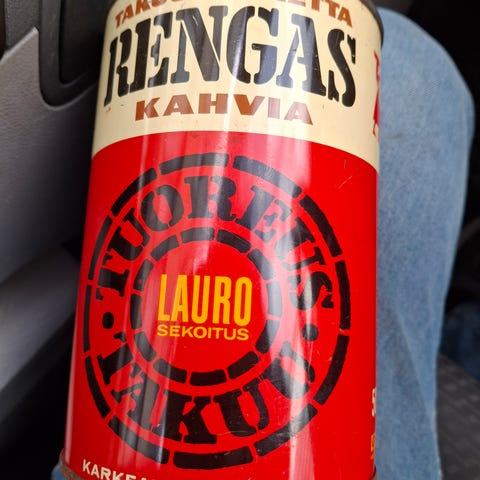 RENGAS
KAHVIA
TUOREUS
LAURO
SEKOITUS
TAKUU